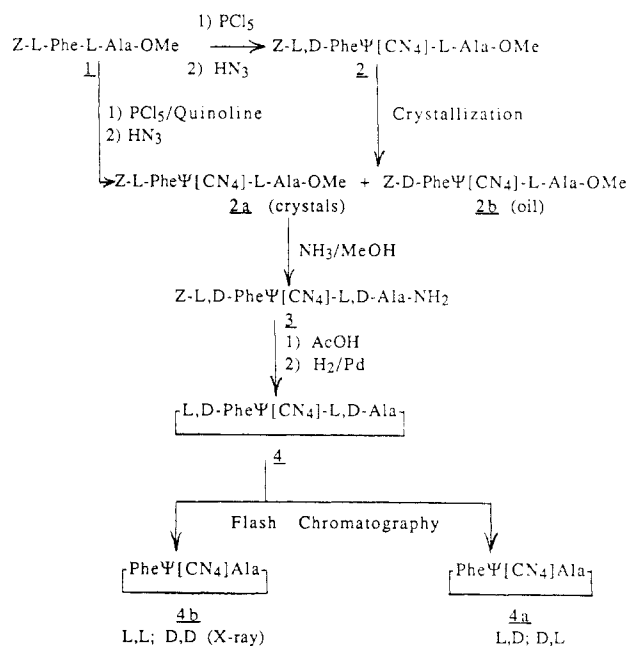 1) PCl5
Z-L-Phe-L-Ala-OMe
Z-L,D-PheΨ[CN4]-L-Ala-OMe
1
2) HN3
2
1) PCl5/Quinoline
2) HN3
Crystallization
Z-L-PheΨ[CN4]-L-Ala-OMe + Z-D-PheΨ[CN4]-L-Ala-OMe
2a (crystals)
2b (oil)
NH3/MeOH
Z-L,D-PheΨ[CN4]-L,D-Ala-NH2
3
1) AcOH
2) H2/Pd
L,D-PheΨ[CN4]-L,D-Ala
4
Flash Chromatography
PheΨ[CN4]Ala
PheΨ[CN4]Ala
4b
4a
L,L; D,D (X-ray)
L,D; D,L